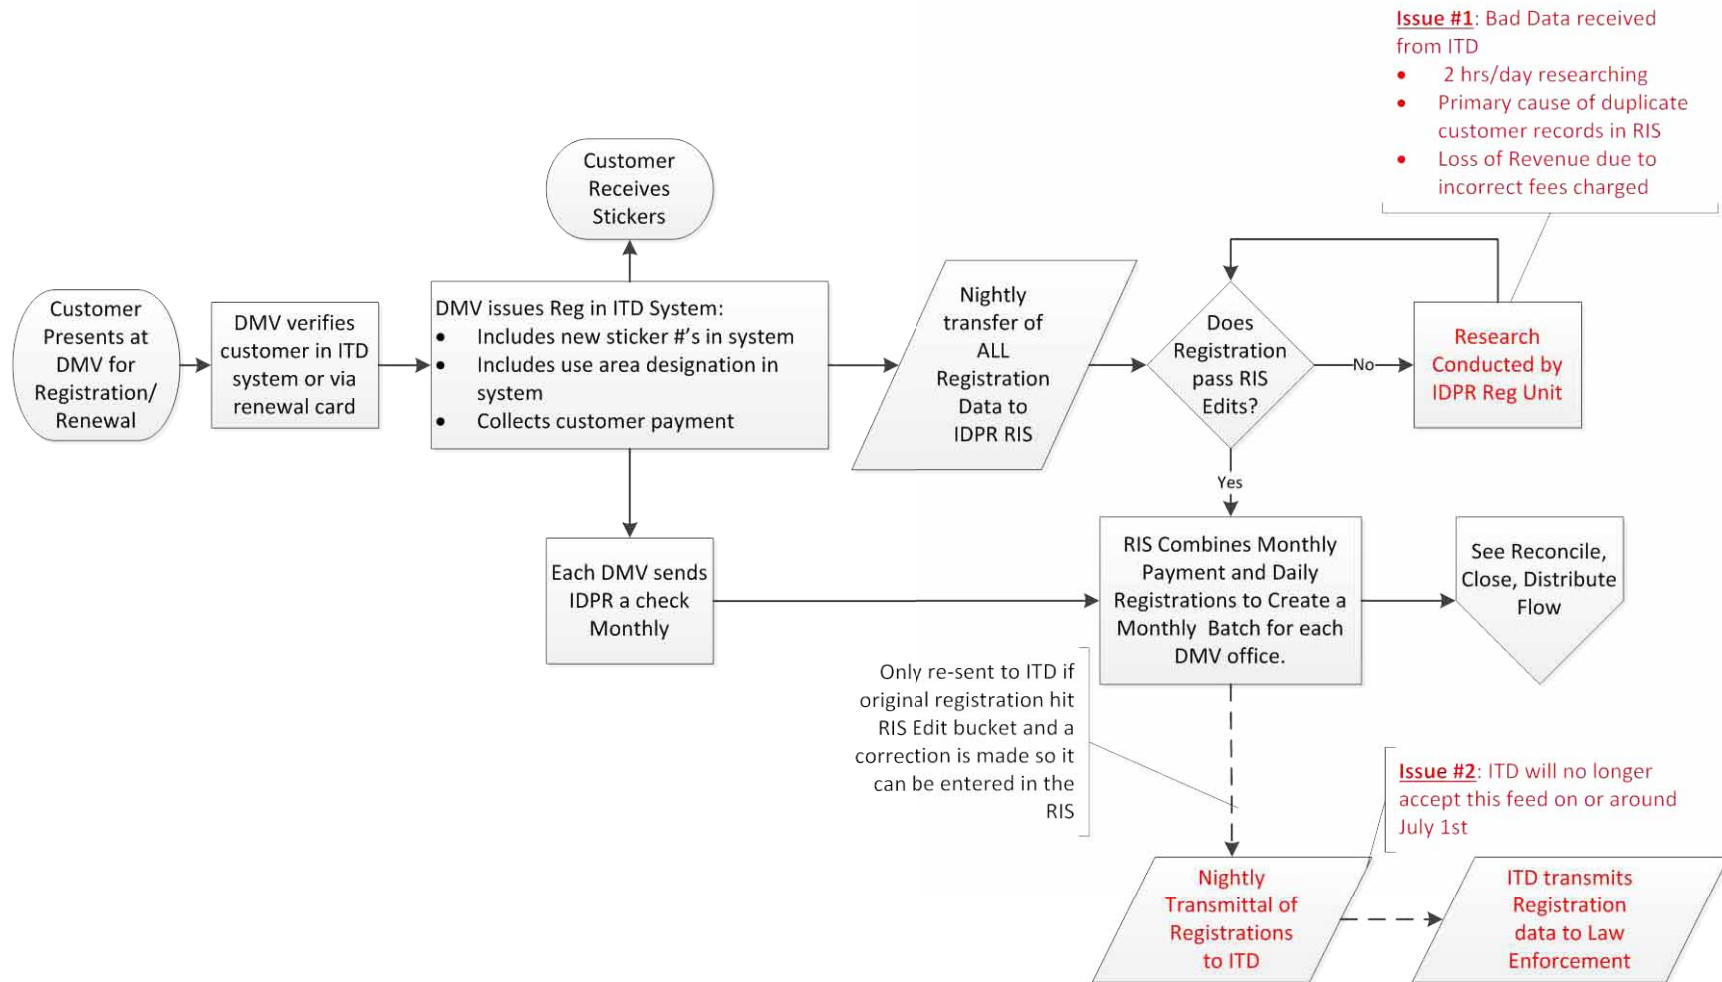 Issue #1: Bad Data received
from ITD
• 2 hrs/day researching
• Primary cause of duplicate
customer records in RIS
• Loss of Revenue due to
incorrect fees charged
Customer
Receives
Stickers
Customer
Presents at
DMV for
Registration/
Renewal
DMV verifies
customer in ITD
system or via
renewal card
DMV issues Reg in ITD System:
• Includes new sticker #'s in system
• Includes use area designation in
system
• Collects customer payment
Nightly
transfer of
ALL
Registration
Data to
IDPR RIS
Does
Registration
pass RIS
Edits?
No
Research
Conducted by
IDPR Reg Unit
Yes
Each DMV sends
IDPR a check
Monthly
RIS Combines Monthly
Payment and Daily
Registrations to Create a
Monthly Batch for each
DMV office.
See Reconcile,
Close, Distribute
Flow
Only re-sent to ITD if
original registration hit
RIS Edit bucket and a
correction is made so it
can be entered in the
RIS
Issue #2: ITD will no longer
accept this feed on or around
July 1st
Nightly
Transmittal of
Registrations
to ITD
ITD transmits
Registration
data to Law
Enforcement